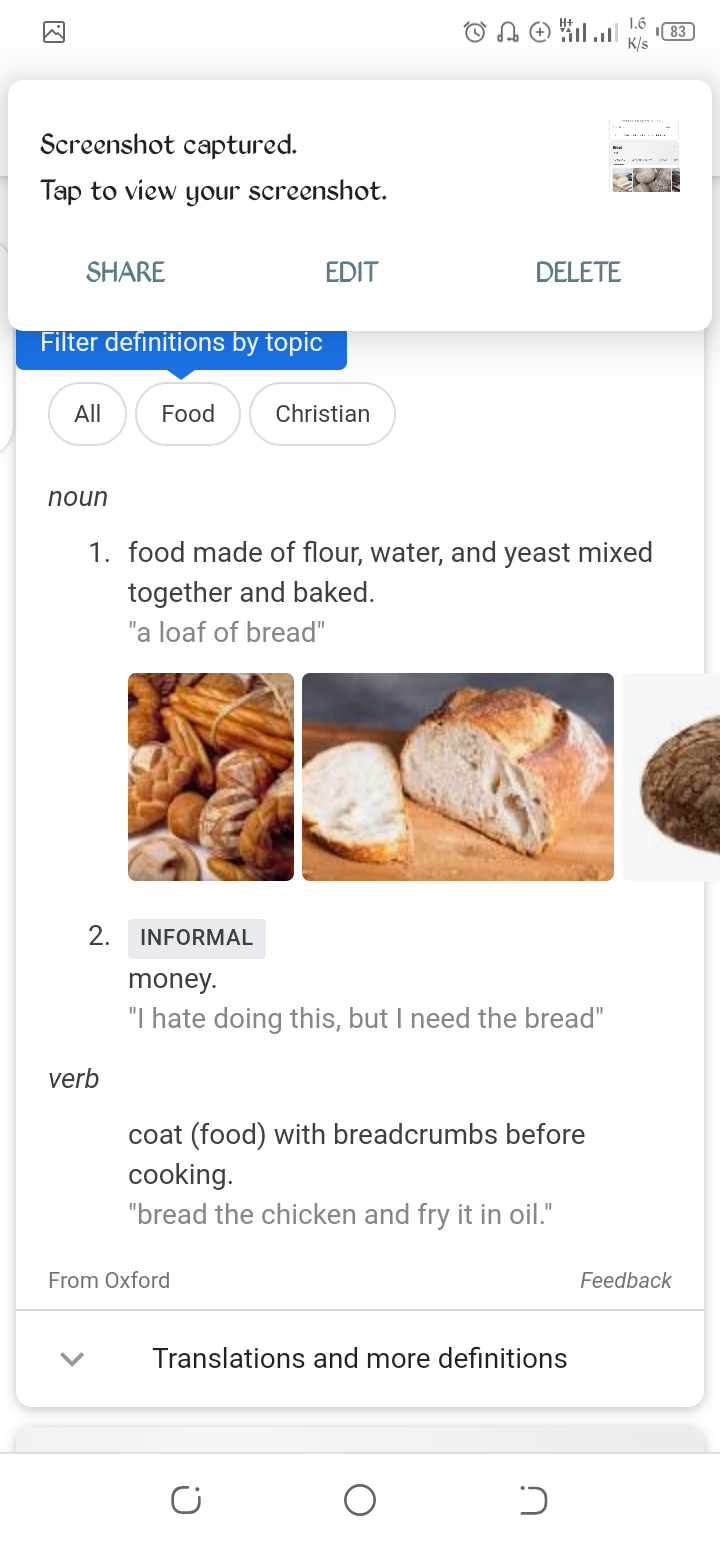 H+
1.6
K/s
83
Screenshot captured.
Tap to view your screenshot.
SHARE EDIT DELETE
Filter definitions by topic
All Food Christian
noun
1. food made of flour, water, and yeast mixed
together and baked.
"a loaf of bread"
2. INFORMAL
money.
"I hate doing this, but I need the bread"
verb
coat (food) with breadcrumbs before
cooking.
"bread the chicken and fry it in oil."
From Oxford Feedback
Translations and more definitions